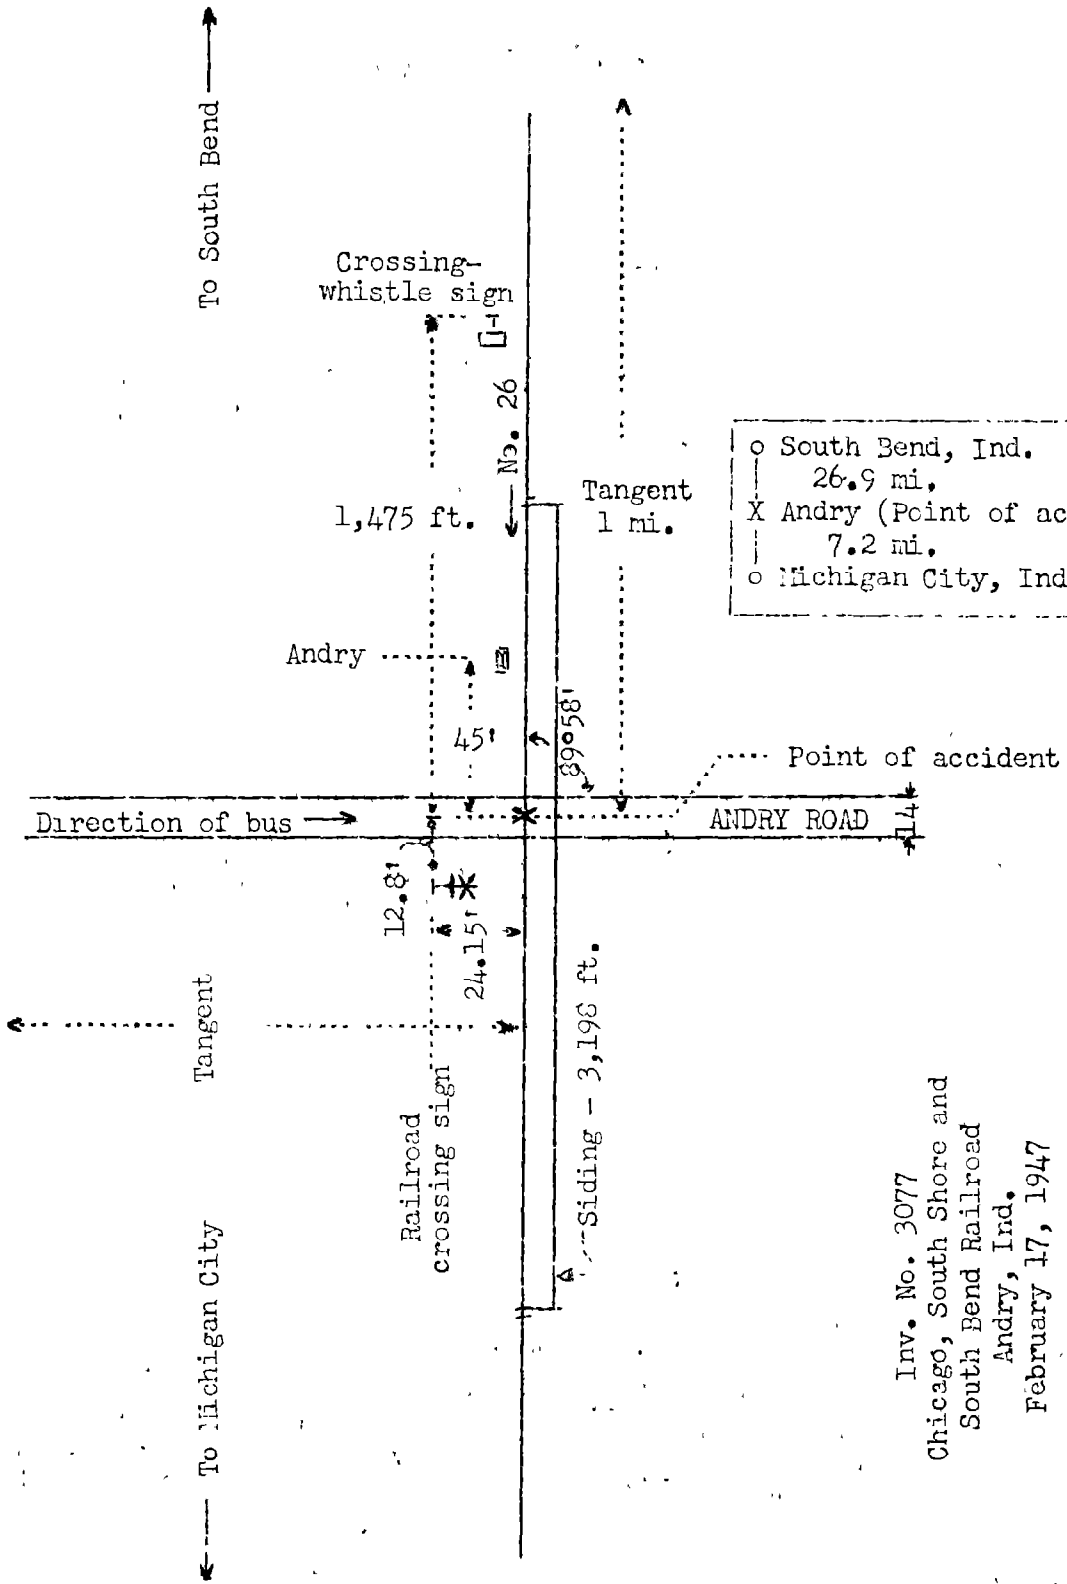 To South Bend
Crossing-
whistle sign
No. 26
1,475 ft.
Tangent
1 mi.
South Bend, Ind.
26.9 mi.
X Andry (Point of ac
7.2 mi.
Michigan City, Ind
Andry
45'
89°58'
Point of accident
Direction of bus
ANDRY ROAD
14'
12.8'
24.15'
Tangent
Railroad
crossing sign
Siding - 3,198 ft.
To Michigan City
Inv. No. 3077
Chicago, South Shore and
South Bend Railroad
Andry, Ind.
February 17, 1947